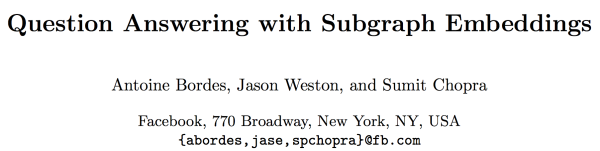 Question Answering with Subgraph Embeddings
Antoine Bordes, Jason Weston, and Sumit Chopra
Facebook, 770 Broadway, New York, NY, USA
{abordes,jase,spchopra}@fb.com